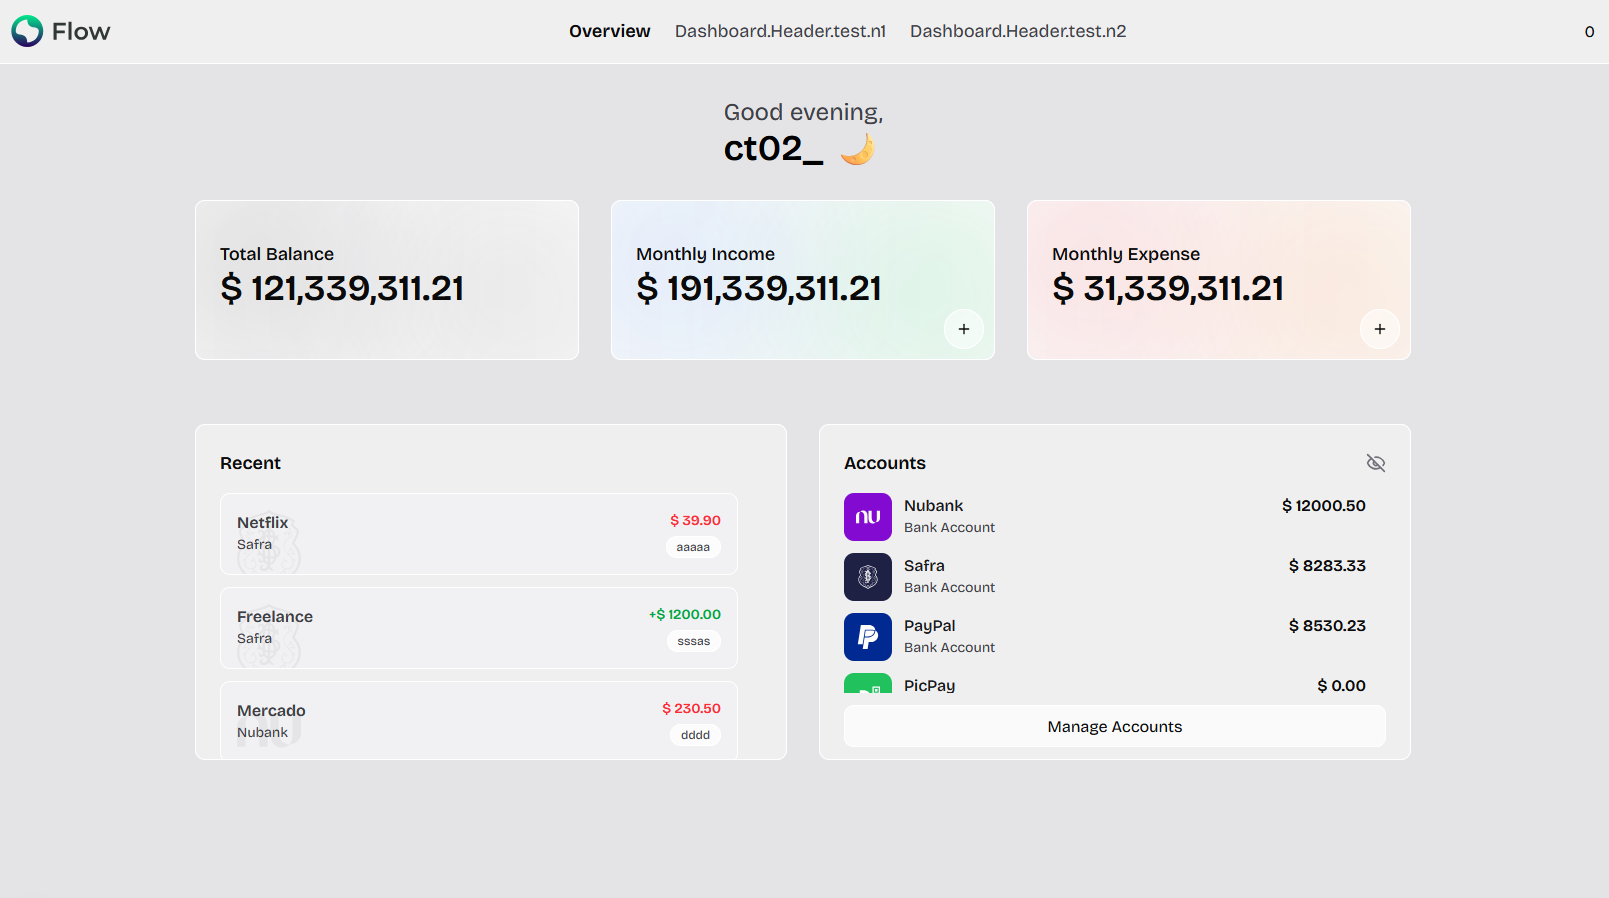 Flow
Overview Dashboard.Header.test.n1 Dashboard.Header.test.n2
0
Good evening,
ct02_
Total Balance
$ 121,339,311.21
Monthly Income
$ 191,339,311.21
+
Monthly Expense
$ 31,339,311.21
+
Recent
Netflix
$ 39.90
Safra
aaaaa
Freelance
+$ 1200.00
Safra
sssas
Mercado
$ 230.50
Nubank
dddd
Accounts
nu
Nubank
$ 12000.50
Bank Account
Safra
$ 8283.33
Bank Account
PayPal
$ 8530.23
Bank Account
PicPay
$ 0.00
Manage Accounts